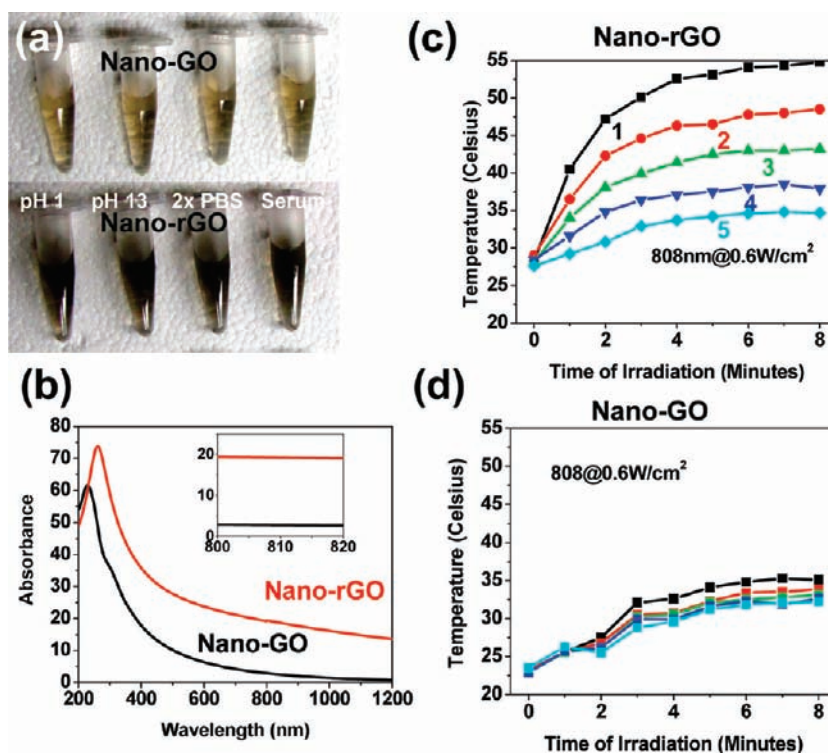 (a)
Nano-GO
pH 1 pH 13 2x PBS Serum
Nano-rGO
(b)
80
70
60
50
40
30
20
10
0
Absorbance
20
10
0
800 810 820
Nano-rGO
Nano-GO
200 400 600 800 1000 1200
Wavelength (nm)
(c)
Nano-rGO
55
50
45
40
35
30
25
20
Temperature (Celsius)
1
2
3
4
5
808nm@0.6W/cm²
0 2 4 6 8
Time of Irradiation (Minutes)
(d)
Nano-GO
55
50
45
40
35
30
25
20
Temperature (Celsius)
808@0.6W/cm²
0 2 4 6 8
Time of Irradiation (Minutes)